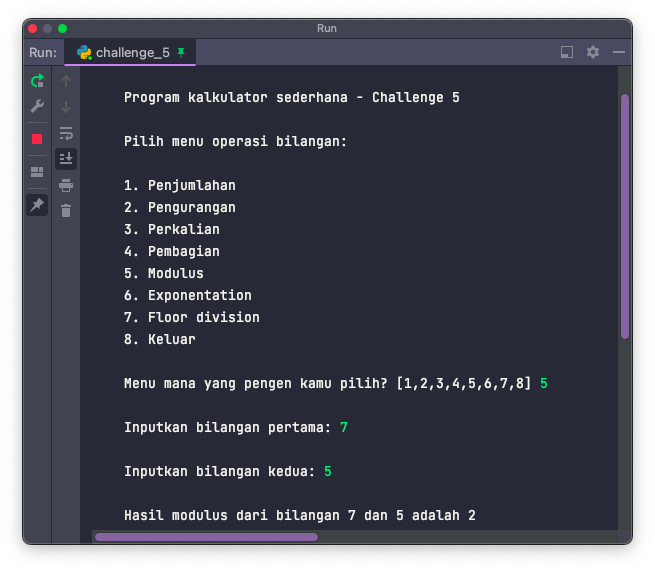 Run
Run:
challenge_5
Program kalkulator sederhana - Challenge 5
Pilih menu operasi bilangan:
1. Penjumlahan
2. Pengurangan
3. Perkalian
4. Pembagian
5. Modulus
6. Exponentation
7. Floor division
8. Keluar
Menu mana yang pengen kamu pilih? [1,2,3,4,5,6,7,8] 5
Inputkan bilangan pertama: 7
Inputkan bilangan kedua: 5
Hasil modulus dari bilangan 7 dan 5 adalah 2